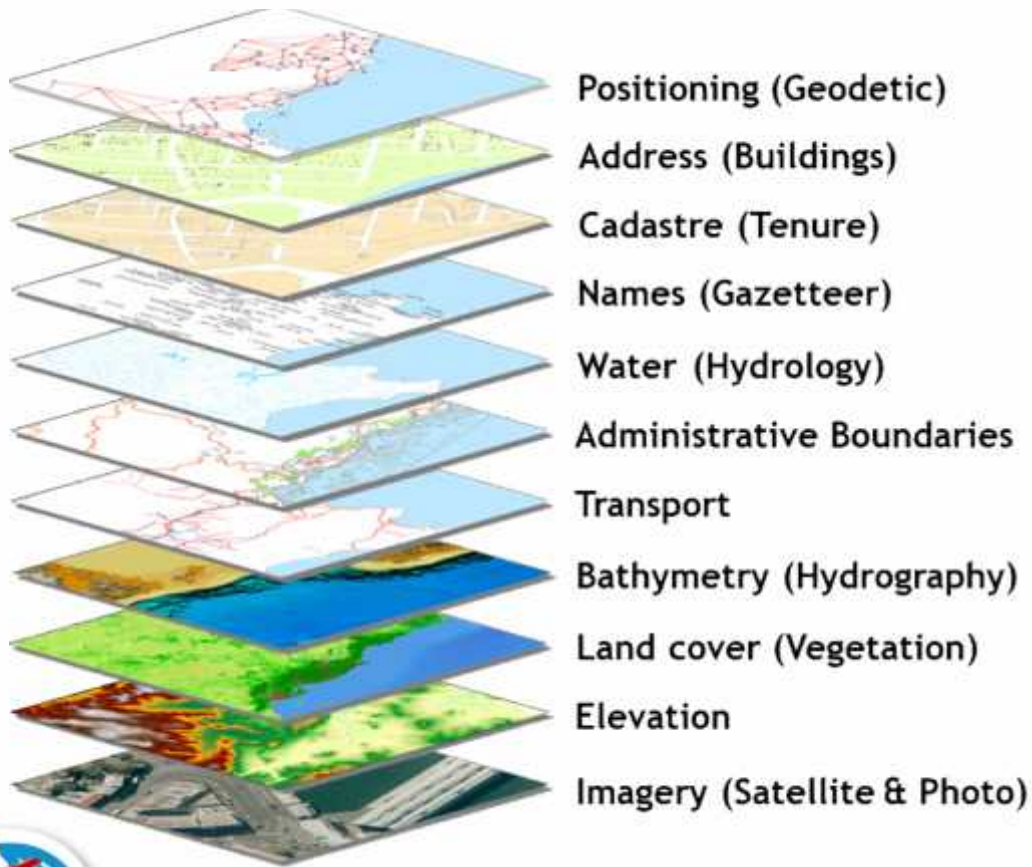 Positioning (Geodetic)
Address (Buildings)
Cadastre (Tenure)
Names (Gazetteer)
Water (Hydrology)
Administrative Boundaries
Transport
Bathymetry (Hydrography)
Land cover (Vegetation)
Elevation
Imagery (Satellite & Photo)